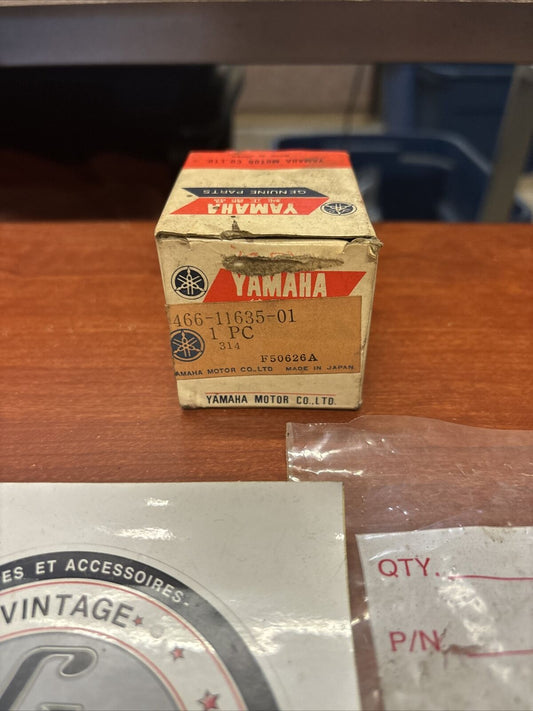 YAMAHA MOTOR CO.,LTD.
GENUINE PARTS
YAMAHA
YAMAHA
466-11635-01
1 PC
314
F50626A
YAMAHA MOTOR CO.,LTD. MADE IN JAPAN
YAMAHA MOTOR CO.,LTD.
ES ET ACCESSOIRES
VINTAGE
QTY.
P/N